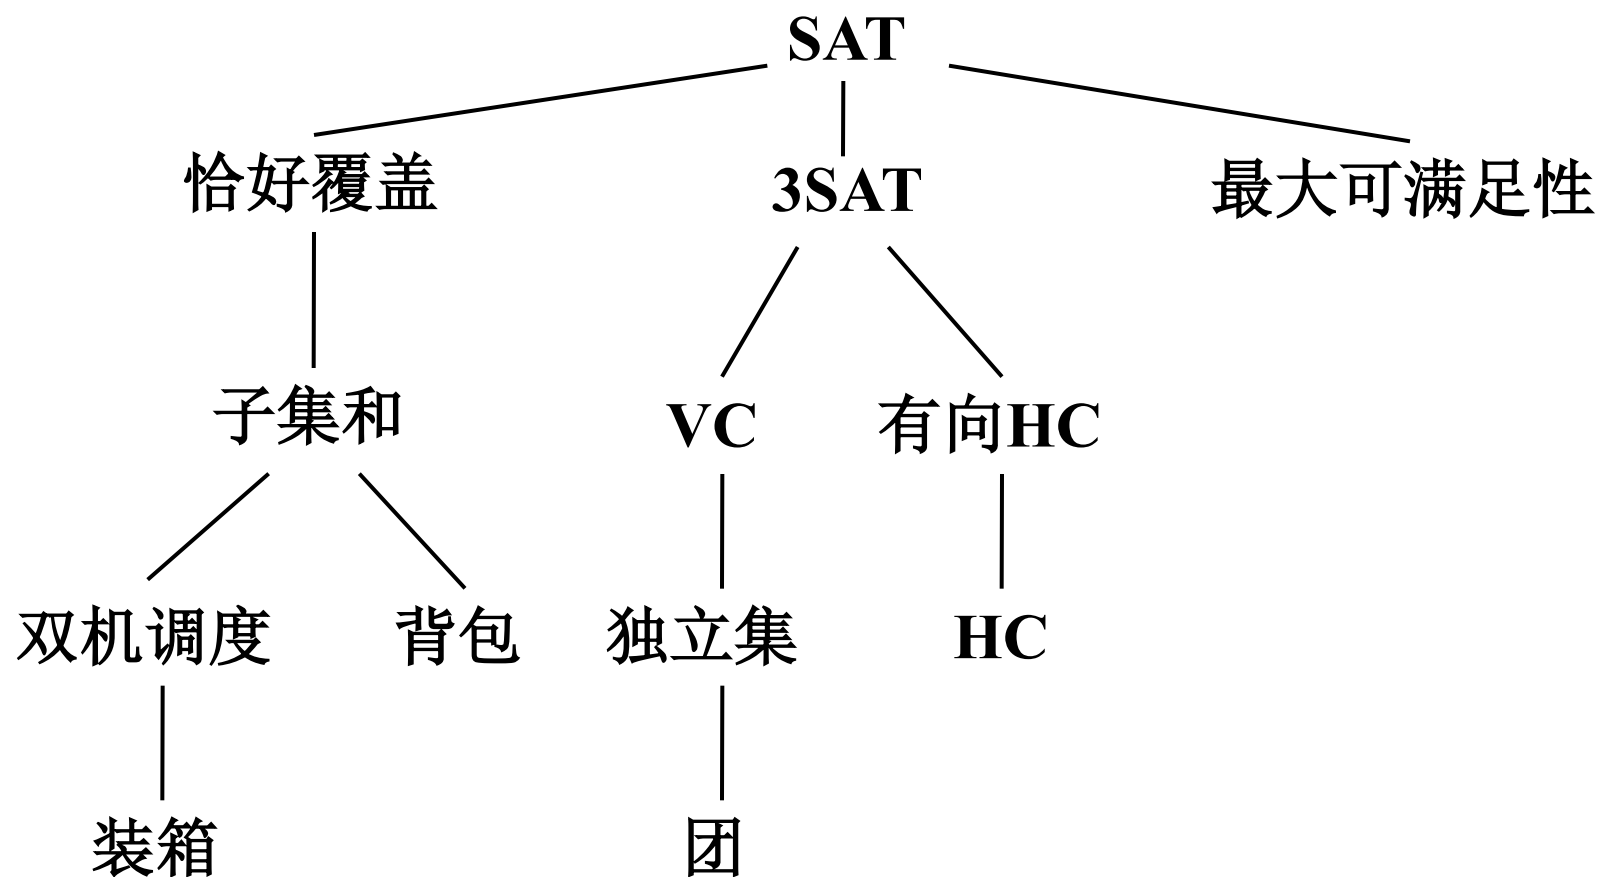 SAT
恰好覆盖
3SAT
最大可满足性
子集和
VC
有向HC
双机调度
背包
独立集
HC
装箱
团